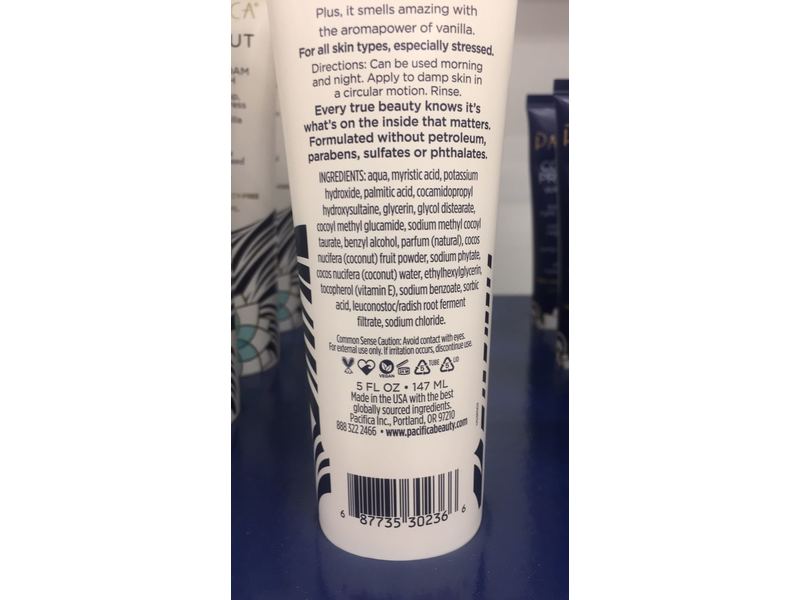 Plus, it smells amazing with
the aromapower of vanilla.
For all skin types, especially stressed.
Directions: Can be used morning
and night. Apply to damp skin in
a circular motion. Rinse.
Every true beauty knows it's
what's on the inside that matters.
Formulated without petroleum,
parabens, sulfates or phthalates.
INGREDIENTS: aqua, myristic acid, potassium
hydroxide, palmitic acid, cocamidopropyl
hydroxysultaine, glycerin, glycol distearate,
cocoyl methyl glucamide, sodium methyl cocoyl
taurate, benzyl alcohol, parfum (natural), cocos
nucifera (coconut) fruit powder, sodium phytate,
cocos nucifera (coconut) water, ethylhexylglycerin,
tocopherol (vitamin E), sodium benzoate, sorbic
acid, leuconostoc/radish root ferment
filtrate, sodium chloride.
Common Sense Caution: Avoid contact with eyes.
For external use only. If irritation occurs, discontinue use.
VEGAN TUBE LID
5 FL OZ • 147 ML
Made in the USA with the best
globally sourced ingredients.
Pacifica Inc., Portland, OR 97210
888 322 2466 • www.pacificabeauty.com
6 87735 30236 6